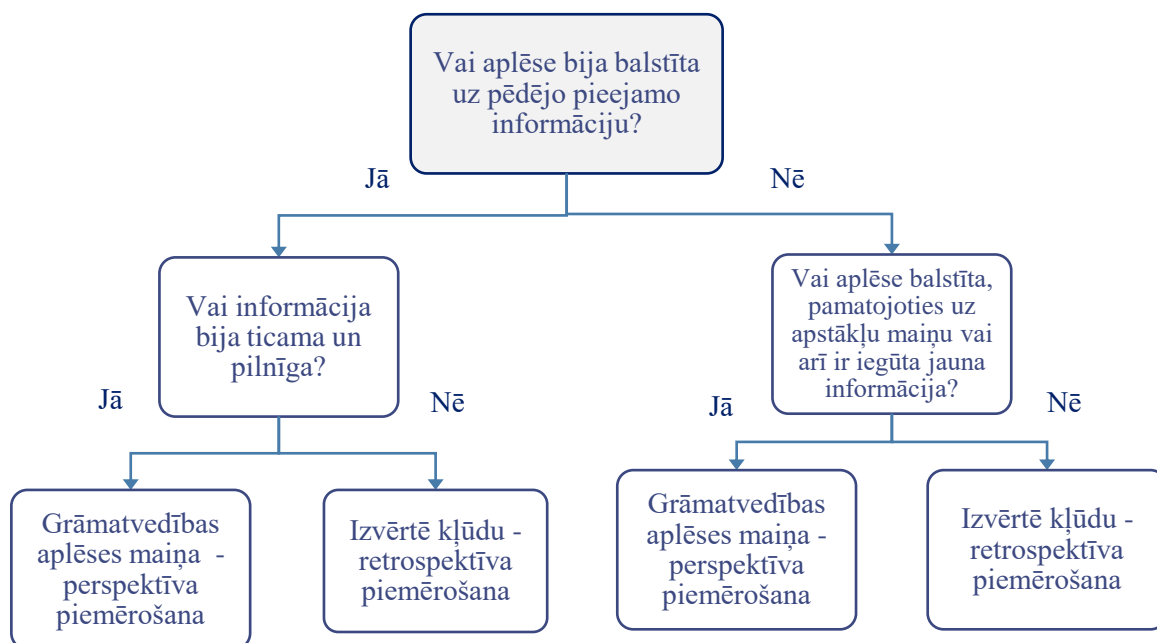 Vai aplēse bija balstīta
uz pēdējo pieejamo
informāciju?
Jā
Nē
Vai informācija
bija ticama un
pilnīga?
Vai aplēse balstīta,
pamatojoties uz
apstākļu maiņu vai
arī ir iegūta jauna
informācija?
Jā
Nē
Jā
Nē
Grāmatvedības
aplēses maiņa -
perspektīva
piemērošana
Izvērtē kļūdu -
retrospektīva
piemērošana
Grāmatvedības
aplēses maiņa -
perspektīva
piemērošana
Izvērtē kļūdu -
retrospektīva
piemērošana